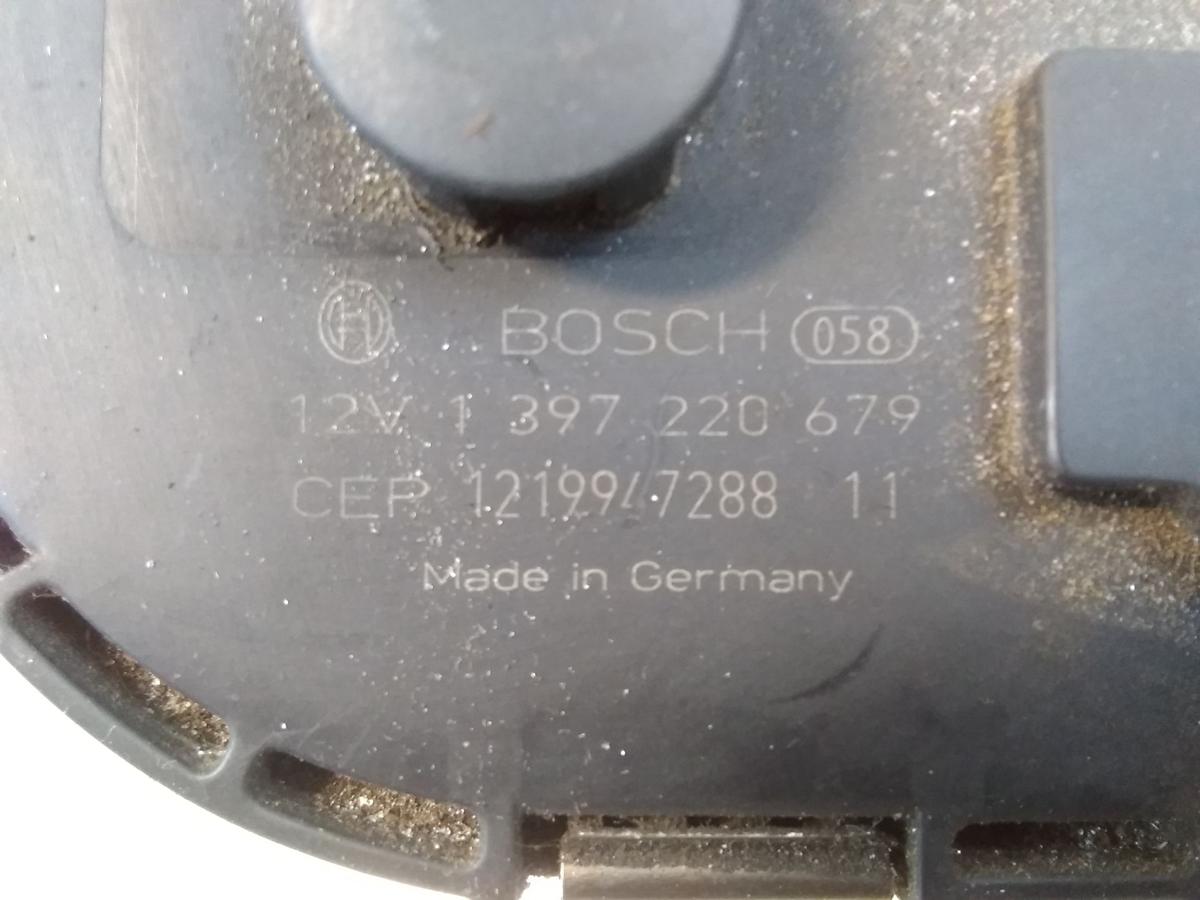 BOSCH 058
12V 1 397 220 679
CEP 1219947288 11
Made in Germany